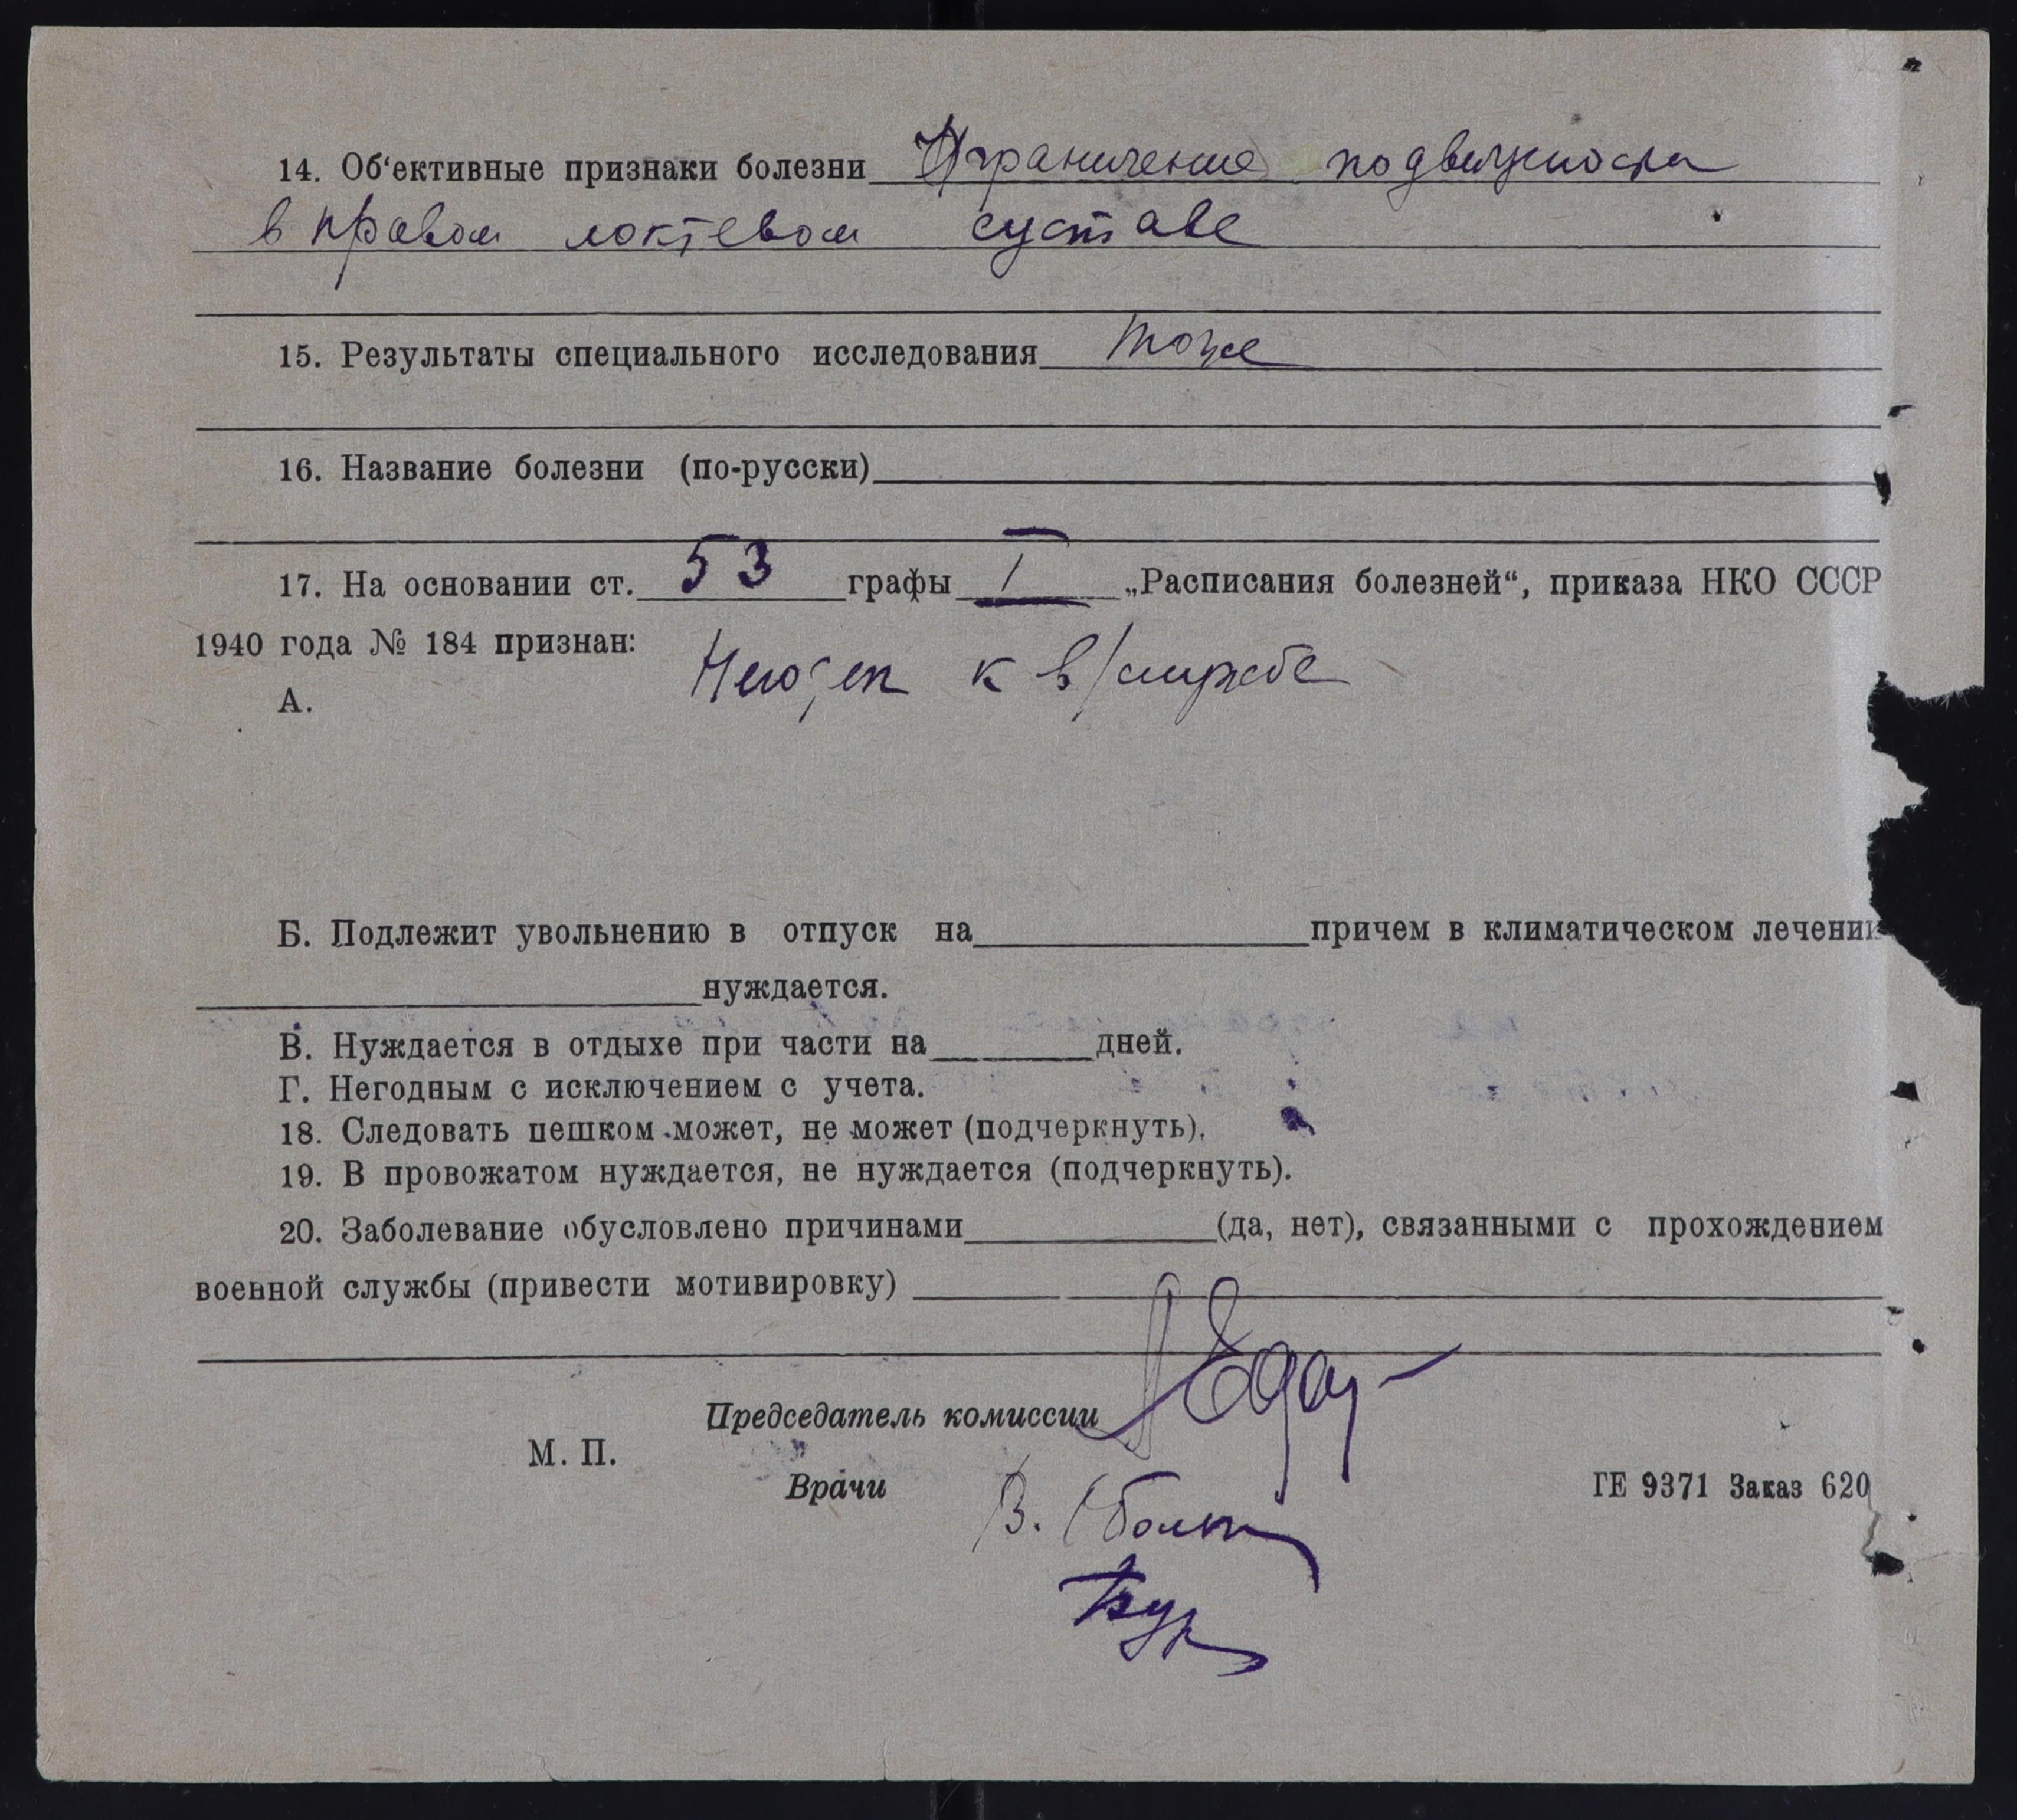 14. Об‘ективные признаки болезни Ограничение подвижности
в правом локтевом суставе
15. Результаты специального исследования тоже
16. Название болезни (по-русски)
17. На основании ст. 53 графы I „Расписания болезней“, приказа НКО СССР
1940 года № 184 признан:
Негоден к в/службе
А.
Б. Подлежит увольнению в отпуск на причем в климатическом лечении
нуждается.
В. Нуждается в отдыхе при части на дней.
Г. Негодным с исключением с учета.
18. Следовать пешком может, не может (подчеркнуть).
19. В провожатом нуждается, не нуждается (подчеркнуть).
20. Заболевание обусловлено причинами (да, нет), связанными с прохождением
военной службы (привести мотивировку)
Председатель комиссии
М. П.
Врачи
ГЕ 9371 Заказ 620